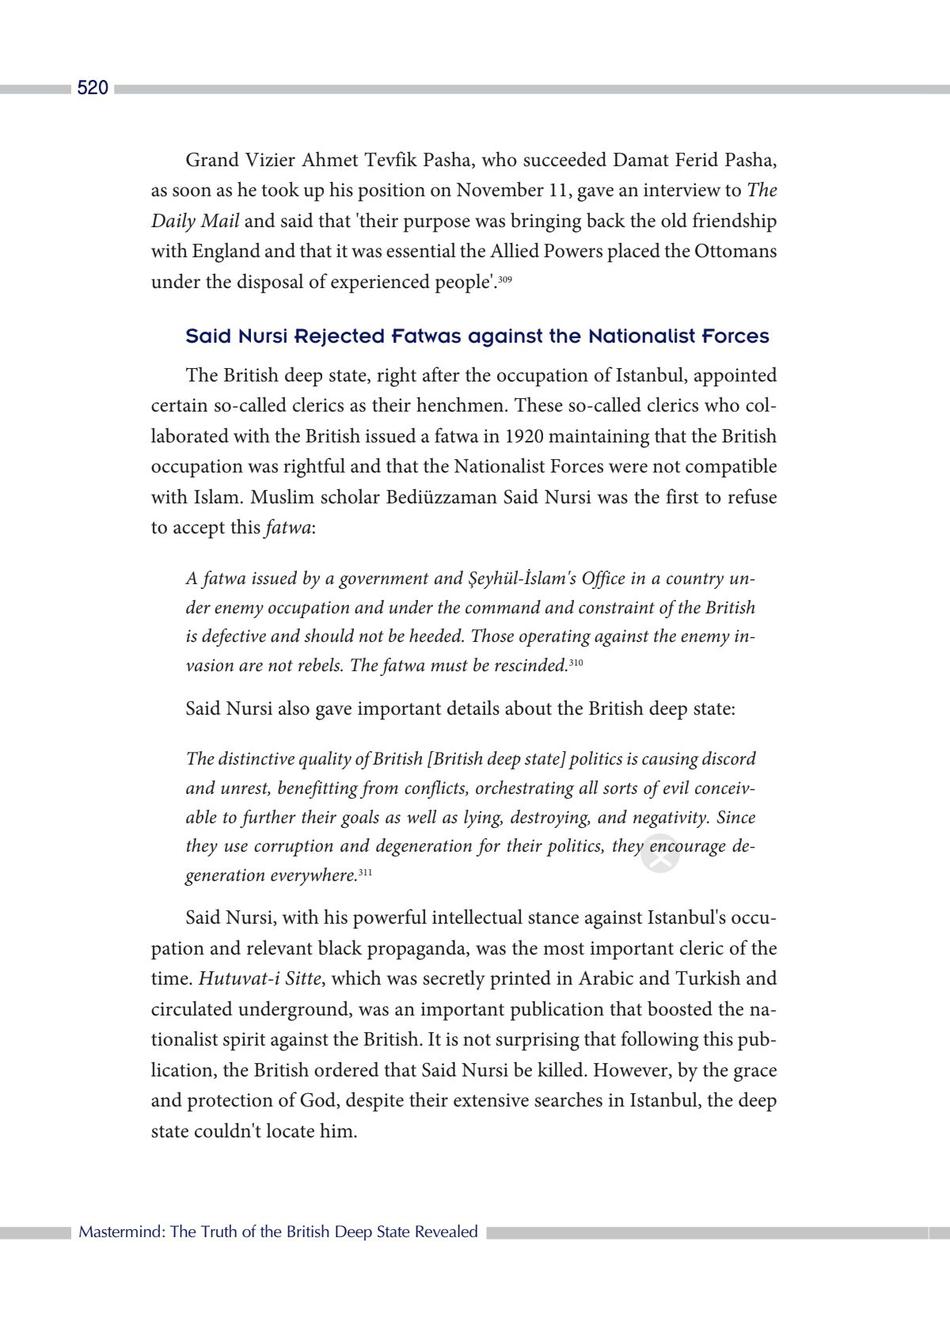 520
Grand Vizier Ahmet Tevfik Pasha, who succeeded Damat Ferid Pasha,
as soon as he took up his position on November 11, gave an interview to The
Daily Mail and said that 'their purpose was bringing back the old friendship
with England and that it was essential the Allied Powers placed the Ottomans
under the disposal of experienced people'.309
Said Nursi Rejected Fatwas against the Nationalist Forces
The British deep state, right after the occupation of Istanbul, appointed
certain so-called clerics as their henchmen. These so-called clerics who col-
laborated with the British issued a fatwa in 1920 maintaining that the British
occupation was rightful and that the Nationalist Forces were not compatible
with Islam. Muslim scholar Bediüzzaman Said Nursi was the first to refuse
to accept this fatwa:
A fatwa issued by a government and Şeyhül-İslam's Office in a country un-
der enemy occupation and under the command and constraint of the British
is defective and should not be heeded. Those operating against the enemy in-
vasion are not rebels. The fatwa must be rescinded.310
Said Nursi also gave important details about the British deep state:
The distinctive quality of British [British deep state] politics is causing discord
and unrest, benefitting from conflicts, orchestrating all sorts of evil conceiv-
able to further their goals as well as lying, destroying, and negativity. Since
they use corruption and degeneration for their politics, they encourage de-
generation everywhere.311
Said Nursi, with his powerful intellectual stance against Istanbul's occu-
pation and relevant black propaganda, was the most important cleric of the
time. Hutuvat-i Sitte, which was secretly printed in Arabic and Turkish and
circulated underground, was an important publication that boosted the na-
tionalist spirit against the British. It is not surprising that following this pub-
lication, the British ordered that Said Nursi be killed. However, by the grace
and protection of God, despite their extensive searches in Istanbul, the deep
state couldn't locate him.
Mastermind: The Truth of the British Deep State Revealed